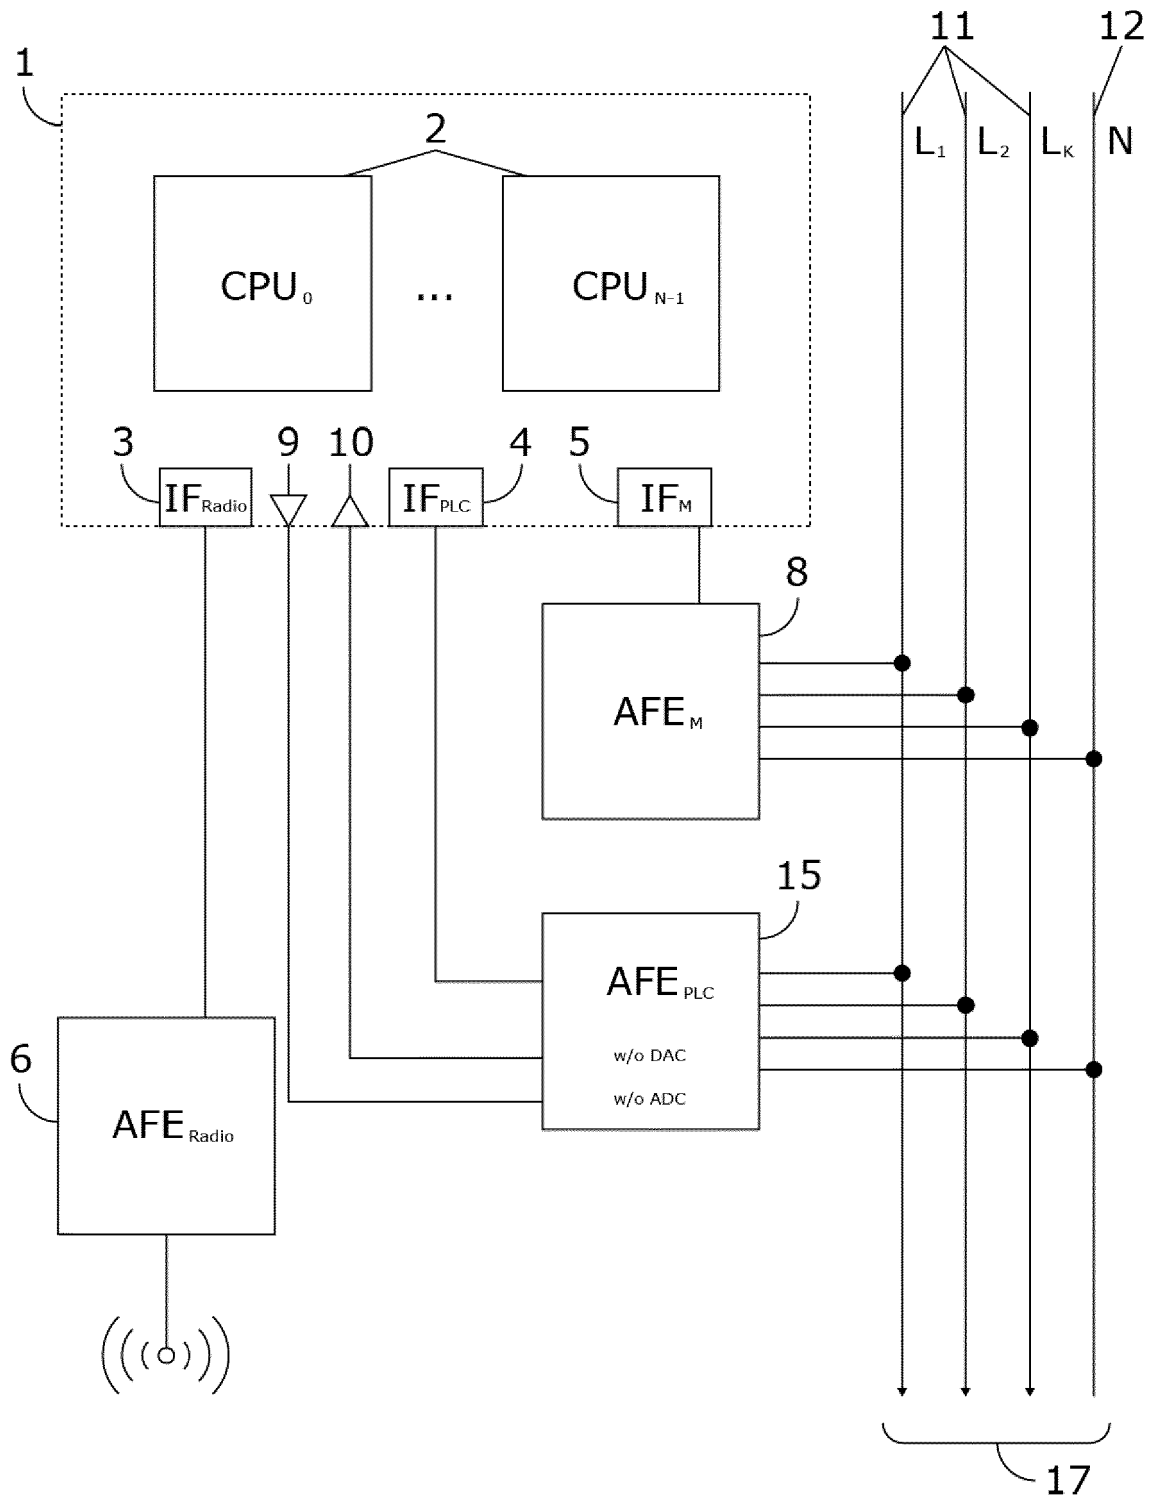 11 12
1
2
L1 L2 LK N
CPU0 ... CPUN-1
3 9 10 4 5
IFRadio IFPLC IFM
8
AFEM
15
AFEPLC
6 w/o DAC
w/o ADC
AFERadio
17